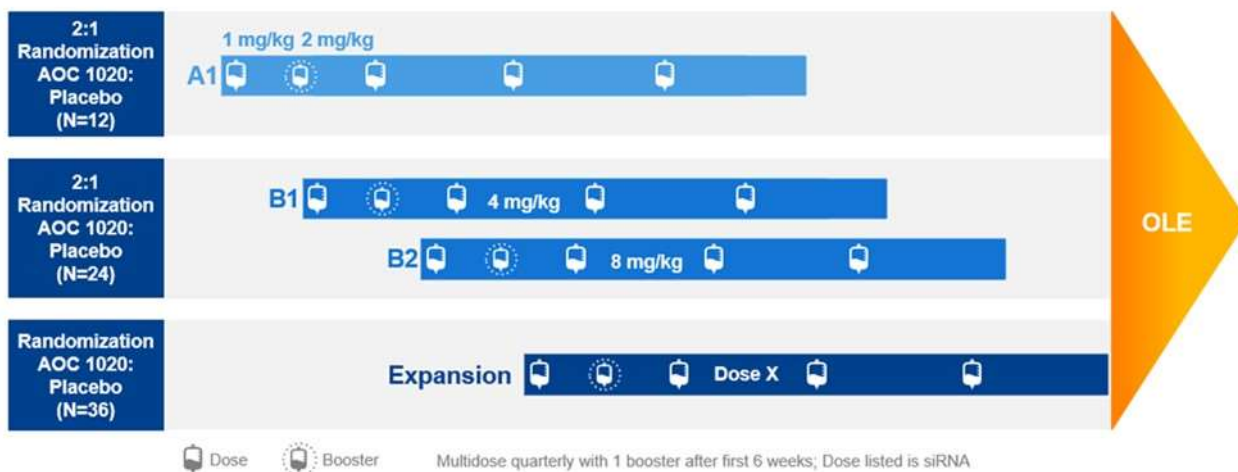 2:1
Randomization
AOC 1020:
Placebo
(N=12)
1 mg/kg 2 mg/kg
A1
2:1
Randomization
AOC 1020:
Placebo
(N=24)
B1
4 mg/kg
B2
8 mg/kg
Randomization
AOC 1020:
Placebo
(N=36)
Expansion
Dose X
OLE
Dose
Booster
Multidose quarterly with 1 booster after first 6 weeks; Dose listed is siRNA